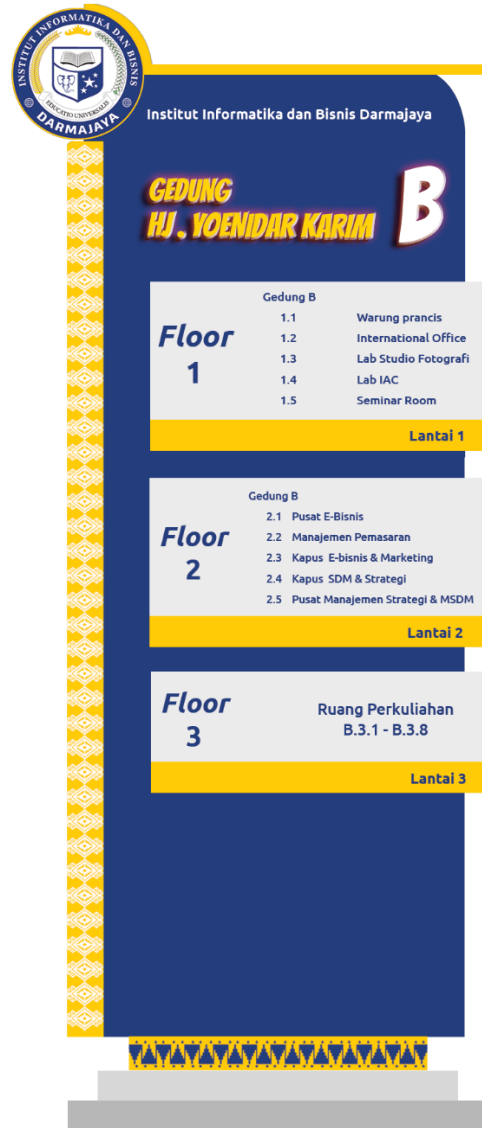 INSTITUT INFORMATIKA DAN BISNIS
EDUCATIO UNIVERSALIS
DARMAJAYA
Institut Informatika dan Bisnis Darmajaya
GEDUNG
HJ. YOENIDAR KARIM
B
Floor
1
Gedung B
1.1 Warung prancis
1.2 International Office
1.3 Lab Studio Fotografi
1.4 Lab IAC
1.5 Seminar Room
Lantai 1
Floor
2
Gedung B
2.1 Pusat E-Bisnis
2.2 Manajemen Pemasaran
2.3 Kapus E-bisnis & Marketing
2.4 Kapus SDM & Strategi
2.5 Pusat Manajemen Strategi & MSDM
Lantai 2
Floor
3
Ruang Perkuliahan
B.3.1 - B.3.8
Lantai 3